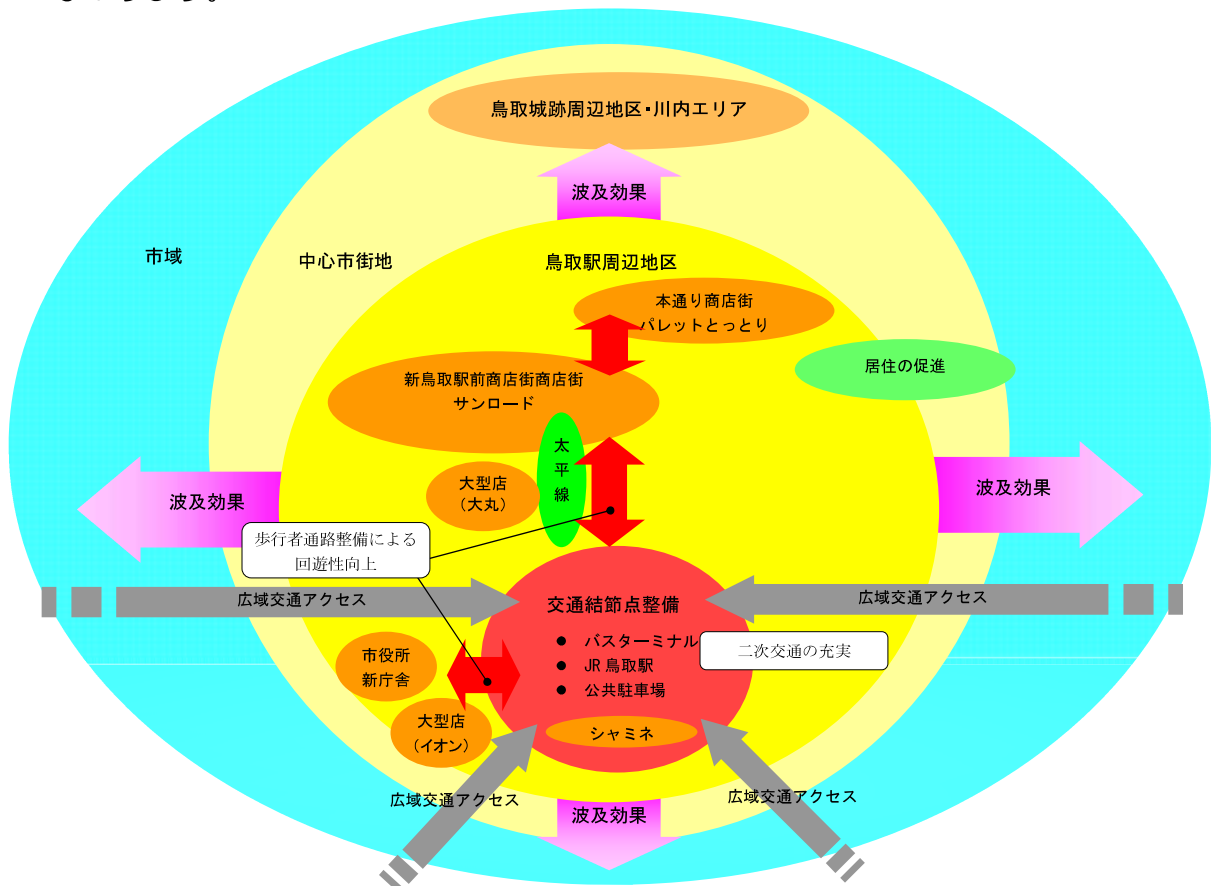 鳥取城跡周辺地区・川内エリア
波及効果
市域
中心市街地
鳥取駅周辺地区
本通り商店街
パレットとっとり
新鳥取駅前商店街商店街
サンロード
居住の促進
太
平
線
大型店
（大丸）
波及効果
波及効果
歩行者通路整備による
回遊性向上
広域交通アクセス
広域交通アクセス
交通結節点整備
● バスターミナル
● JR 鳥取駅
● 公共駐車場
二次交通の充実
市役所
新庁舎
大型店
（イオン）
シャミネ
広域交通アクセス
広域交通アクセス
波及効果